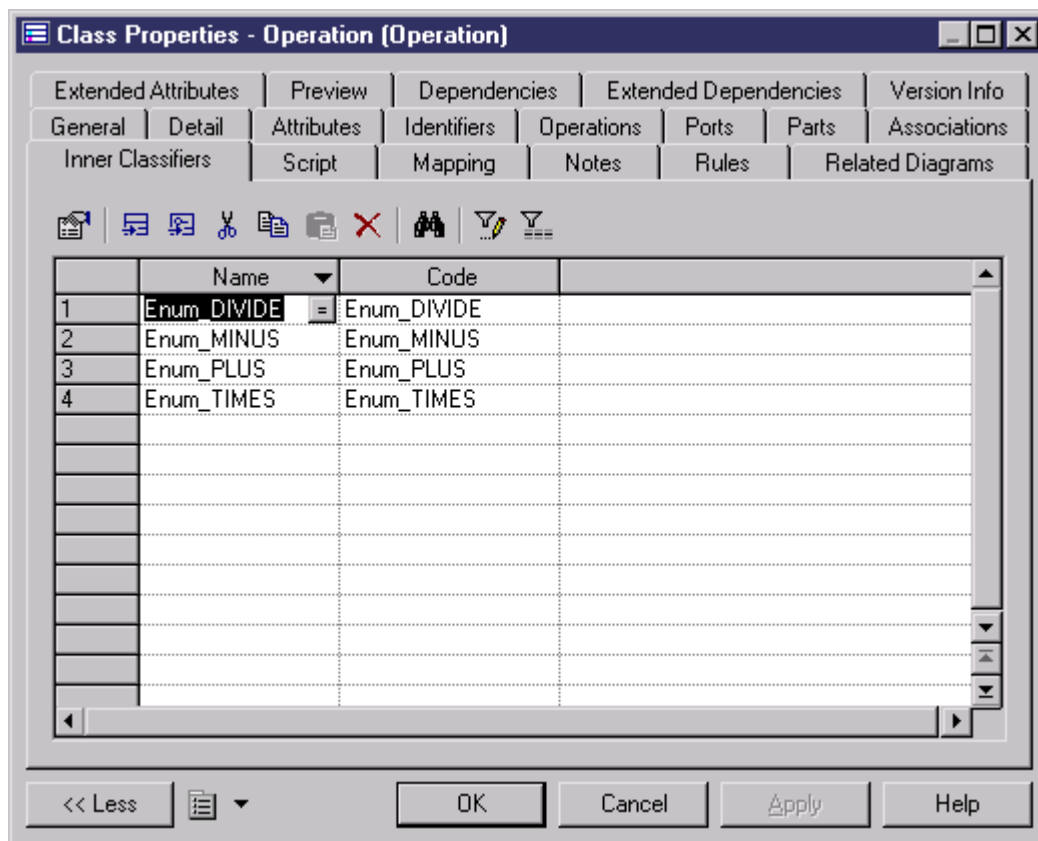 Class Properties - Operation (Operation)
Extended Attributes Preview Dependencies Extended Dependencies Version Info
General Detail Attributes Identifiers Operations Ports Parts Associations
Inner Classifiers Script Mapping Notes Rules Related Diagrams
Name Code
1 Enum_DIVIDE = Enum_DIVIDE
2 Enum_MINUS Enum_MINUS
3 Enum_PLUS Enum_PLUS
4 Enum_TIMES Enum_TIMES
<< Less OK Cancel Apply Help